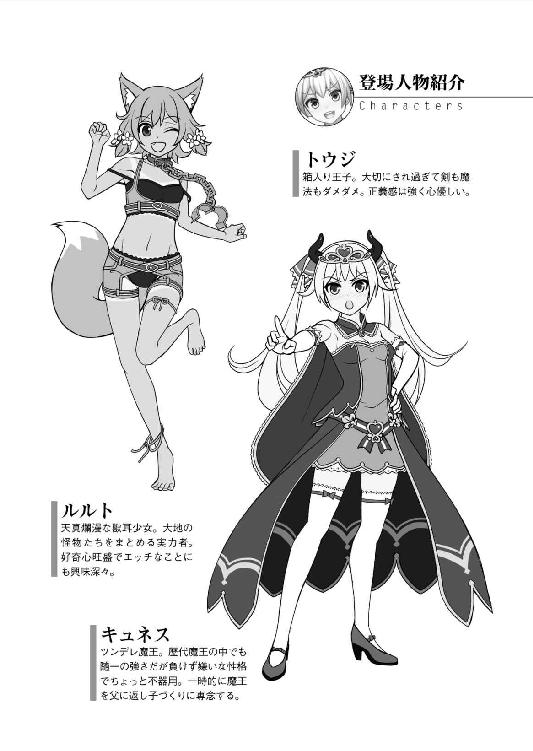 登場人物紹介
Characters
トウジ
箱入り王子。大切にされ過ぎて剣も魔
法もダメダメ。正義感は強く心優しい。
ルルト
天真爛漫な獣耳少女。大地の
怪物たちをまとめる実力者。
好奇心旺盛でエッチなことに
も興味深々。
キュネス
ツンデレ魔王。歴代魔王の中でも
随一の強さだが負けず嫌いな性格
でちょっと不器用。一時的に魔王
を父に返し子づくりに専念する。